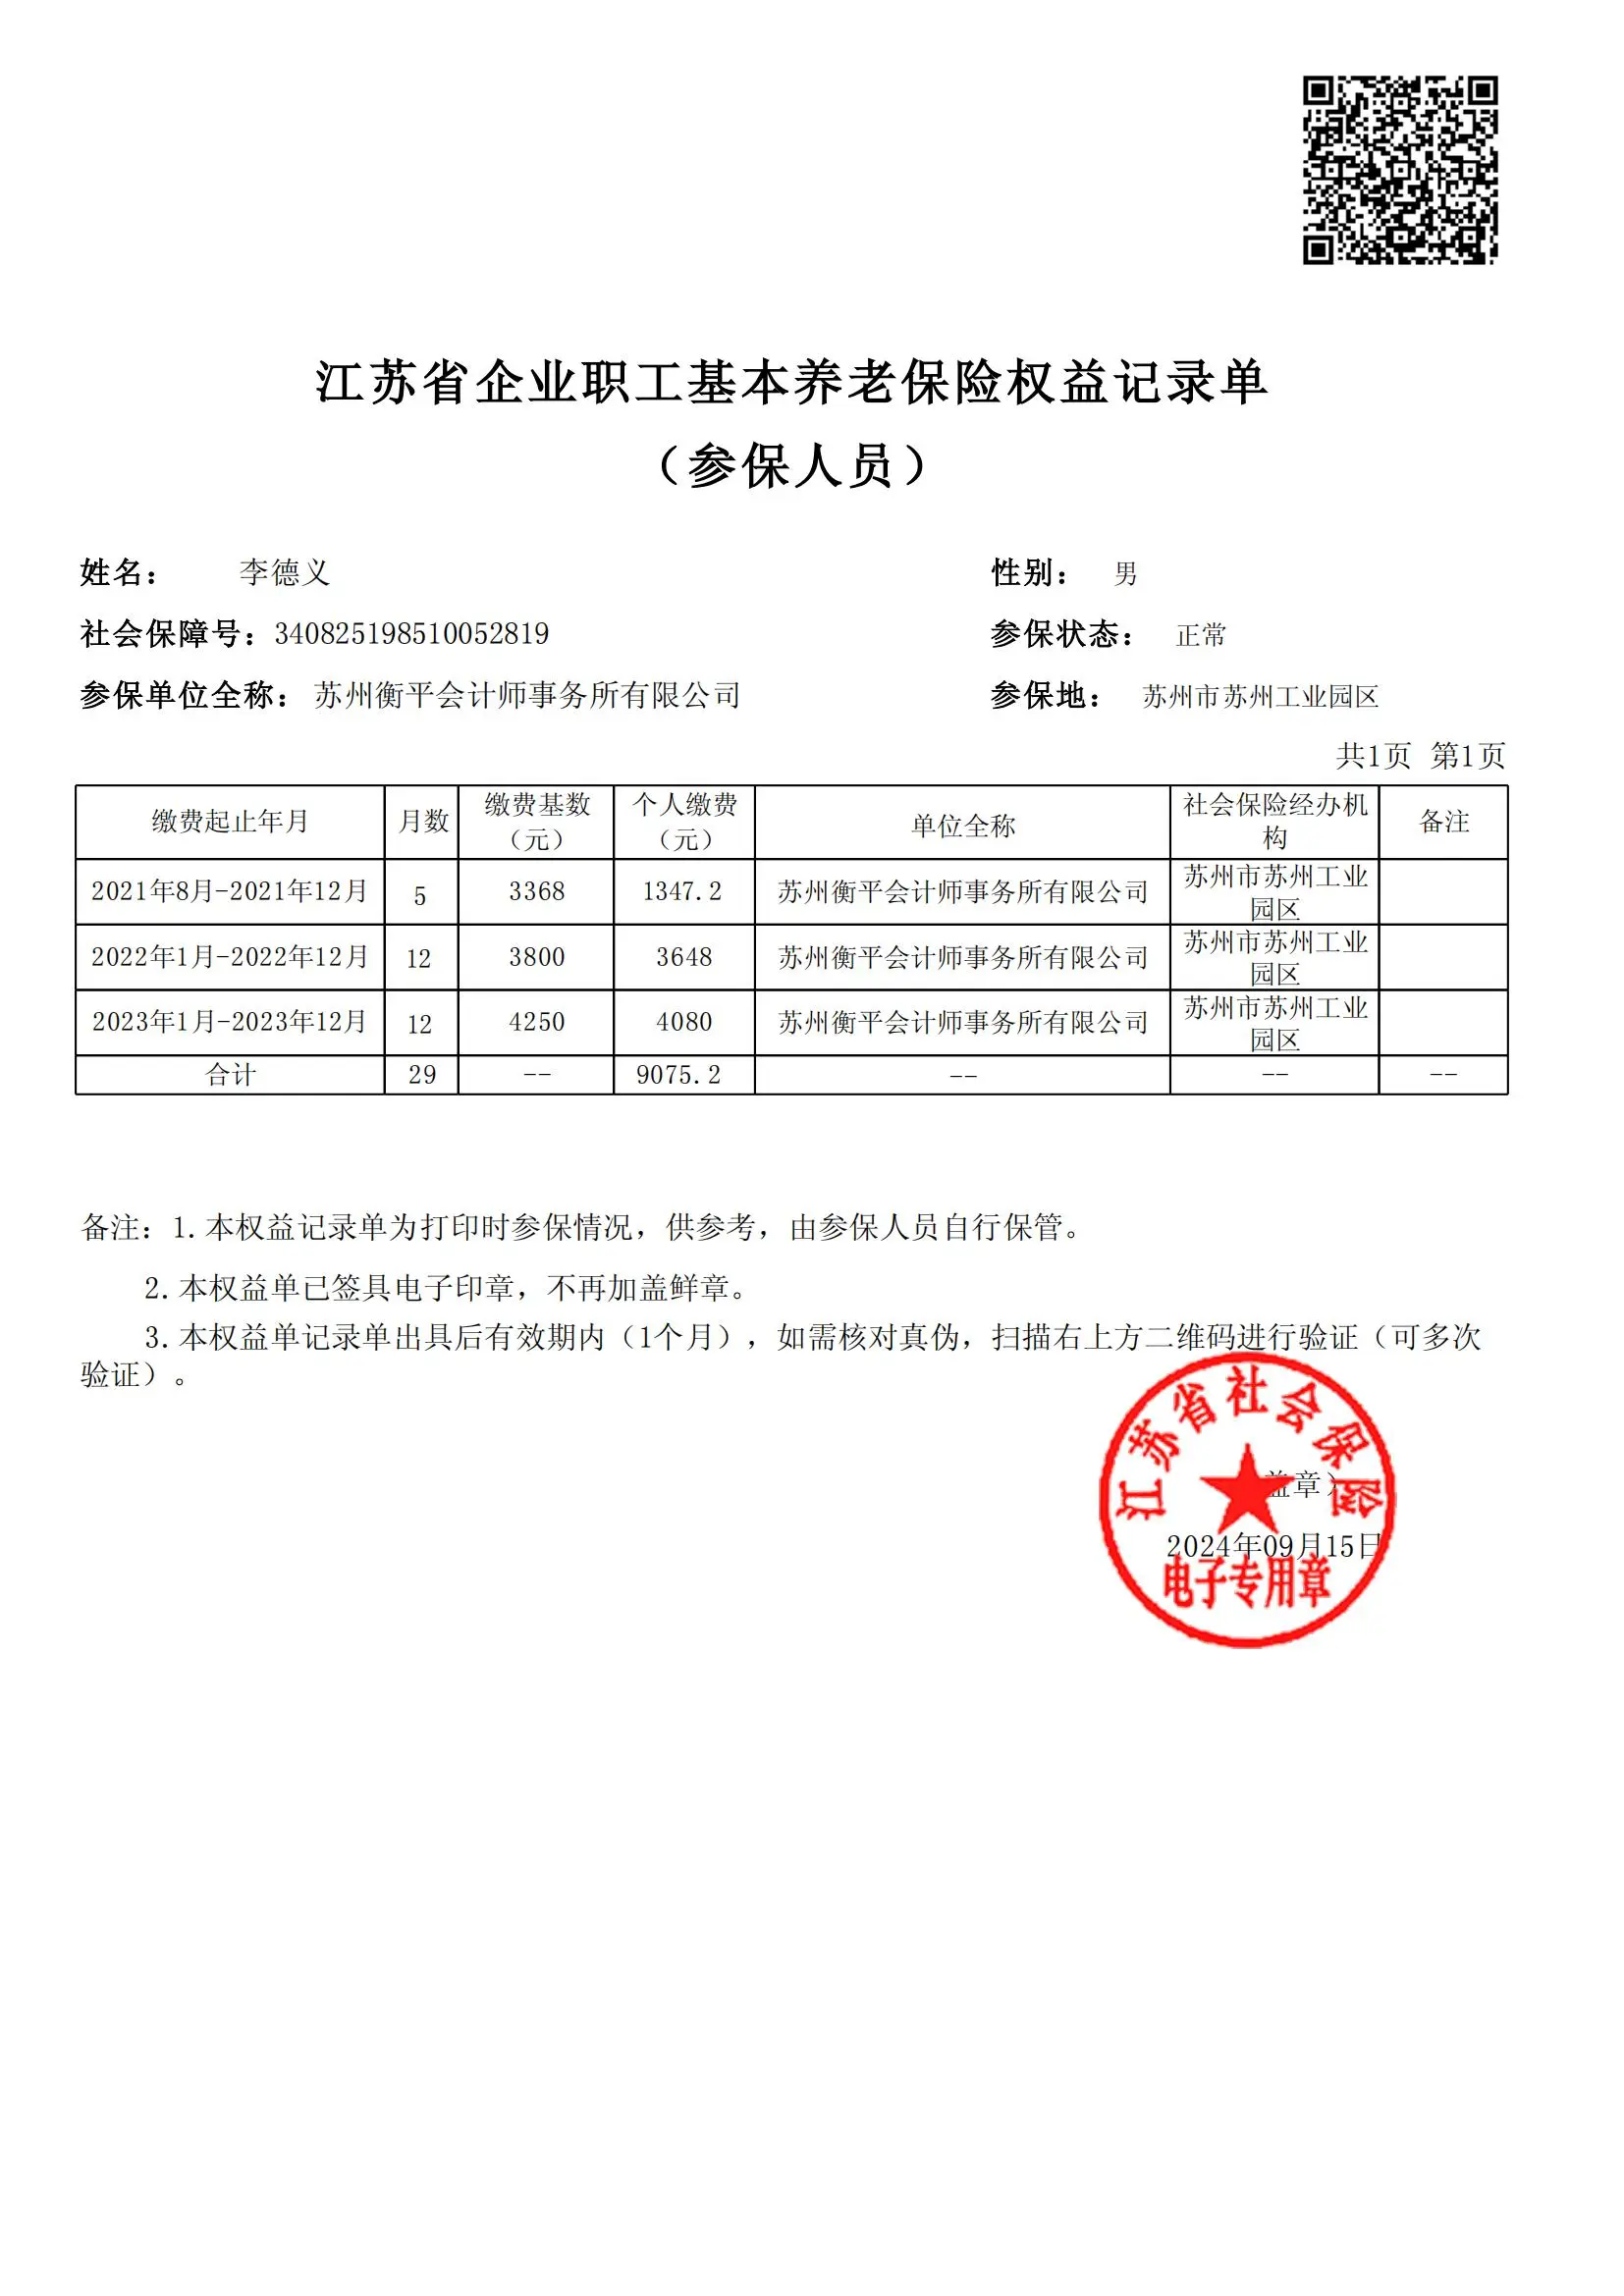 江苏省企业职工基本养老保险权益记录单
（参保人员）
姓名： 李德义 性别： 男
社会保障号：340825198510052819 参保状态： 正常
参保单位全称： 苏州衡平会计师事务所有限公司 参保地： 苏州市苏州工业园区
共1页 第1页
缴费起止年月 月数 缴费基数（元） 个人缴费（元） 单位全称 社会保险经办机构 备注
2021年8月-2021年12月 5 3368 1347.2 苏州衡平会计师事务所有限公司 苏州市苏州工业园区
2022年1月-2022年12月 12 3800 3648 苏州衡平会计师事务所有限公司 苏州市苏州工业园区
2023年1月-2023年12月 12 4250 4080 苏州衡平会计师事务所有限公司 苏州市苏州工业园区
合计 29 -- 9075.2 -- -- --
备注：1.本权益记录单为打印时参保情况，供参考，由参保人员自行保管。
2.本权益单已签具电子印章，不再加盖鲜章。
3.本权益单记录单出具后有效期内（1个月），如需核对真伪，扫描右上方二维码进行验证（可多次
验证）。
江苏省社会保险
盖章）
2024年09月15日
电子专用章